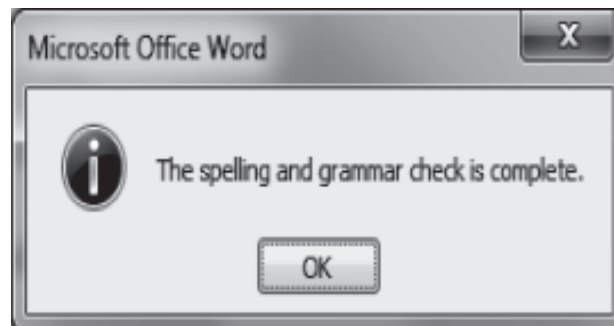 Microsoft Office Word
X
The spelling and grammar check is complete.
OK